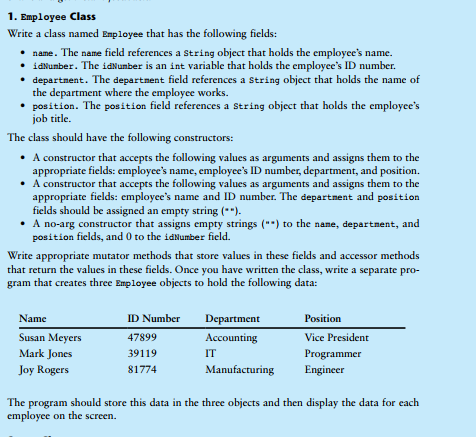 1. Employee Class
Write a class named Employee that has the following fields:
• name. The name field references a String object that holds the employee's name.
• idNumber. The idNumber is an int variable that holds the employee's ID number.
• department. The department field references a String object that holds the name of
the department where the employee works.
• position. The position field references a String object that holds the employee's
job title.
The class should have the following constructors:
• A constructor that accepts the following values as arguments and assigns them to the
appropriate fields: employee's name, employee's ID number, department, and position.
• A constructor that accepts the following values as arguments and assigns them to the
appropriate fields: employee's name and ID number. The department and position
fields should be assigned an empty string ("").
• A no-arg constructor that assigns empty strings ("") to the name, department, and
position fields, and 0 to the idNumber field.
Write appropriate mutator methods that store values in these fields and accessor methods
that return the values in these fields. Once you have written the class, write a separate pro-
gram that creates three Employee objects to hold the following data:
Name ID Number Department Position
Susan Meyers 47899 Accounting Vice President
Mark Jones 39119 IT Programmer
Joy Rogers 81774 Manufacturing Engineer
The program should store this data in the three objects and then display the data for each
employee on the screen.